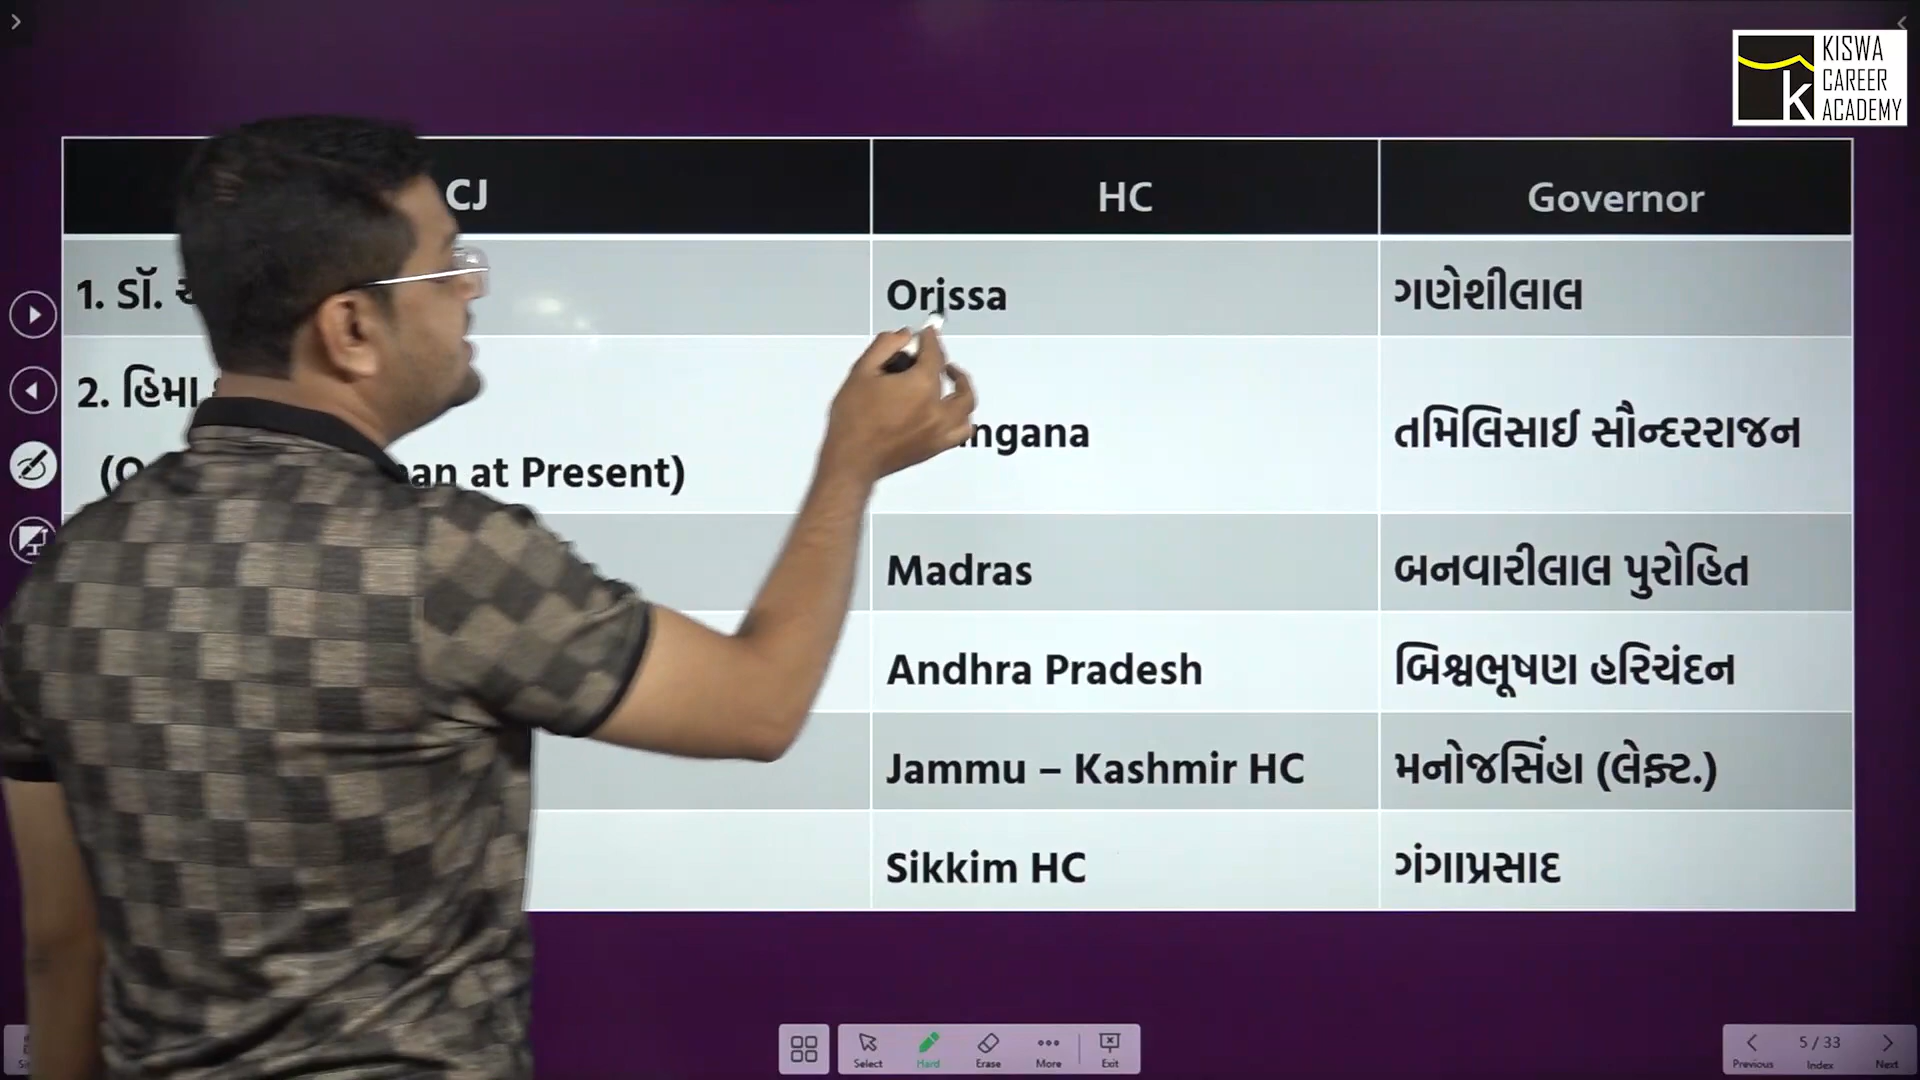 KISWA
CAREER
ACADEMY
CJ HC Governor
1. ડૉ. Orissa ગણેશીલાલ
2. હિમા
at Present) તમિલિસાઈ સૌન્દરરાજન
Madras બનવારીલાલ પુરોહિત
Andhra Pradesh બિશ્વભૂષણ હરિચંદન
Jammu – Kashmir HC મનોજસિંહા (લેફ્ટ.)
Sikkim HC ગંગાપ્રસાદ
Select Hard Erase More Exit
5 / 33
Previous Index Next